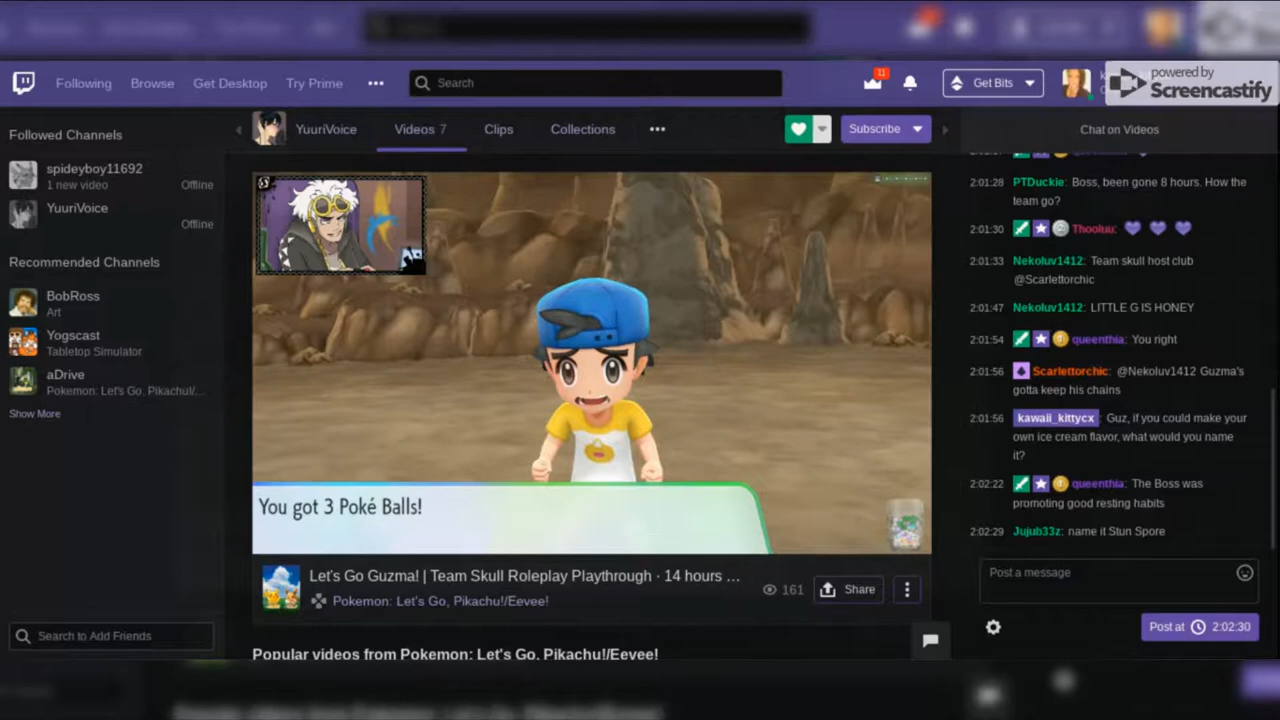 Following
Browse
Get Desktop
Try Prime
Search
11
Get Bits
powered by
Screencastify
Followed Channels
spideyboy11692
1 new video
Offline
YuuriVoice
Offline
Recommended Channels
BobRoss
Art
Yogscast
Tabletop Simulator
aDrive
Pokemon: Let's Go, Pikachu!/...
Show More
Search to Add Friends
YuuriVoice
Videos 7
Clips
Collections
Subscribe
You got 3 Poké Balls!
Let's Go Guzma! | Team Skull Roleplay Playthrough · 14 hours ...
Pokemon: Let's Go, Pikachu!/Eevee!
161
Share
Popular videos from Pokemon: Let's Go, Pikachu!/Eevee!
Chat on Videos
2:01:28 PTDuckie: Boss, been gone 8 hours. How the
team go?
2:01:30 Thooluu:
2:01:33 Nekoluv1412: Team skull host club
@Scarlettorchic
2:01:47 Nekoluv1412: LITTLE G IS HONEY
2:01:54 queenthia: You right
2:01:56 Scarlettorchic: @Nekoluv1412 Guzma's
gotta keep his chains
2:01:56 kawaii_kittycx: Guz, if you could make your
own ice cream flavor, what would you name
it?
2:02:22 queenthia: The Boss was
promoting good resting habits
2:02:29 Jujub33z: name it Stun Spore
Post a message
Post at 2:02:30